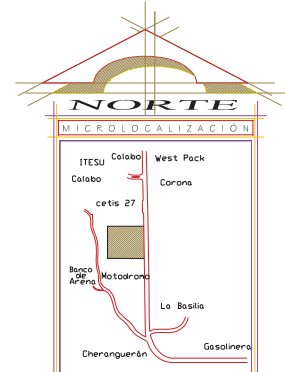 NORTE
MICROLOCALIZACIÓN
Calabo
West Pack
ITESU
Calabo
Corona
cetis 27
Banco
de
Arena
Motodromo
La Basilia
Gasolinera
Cheranguerán